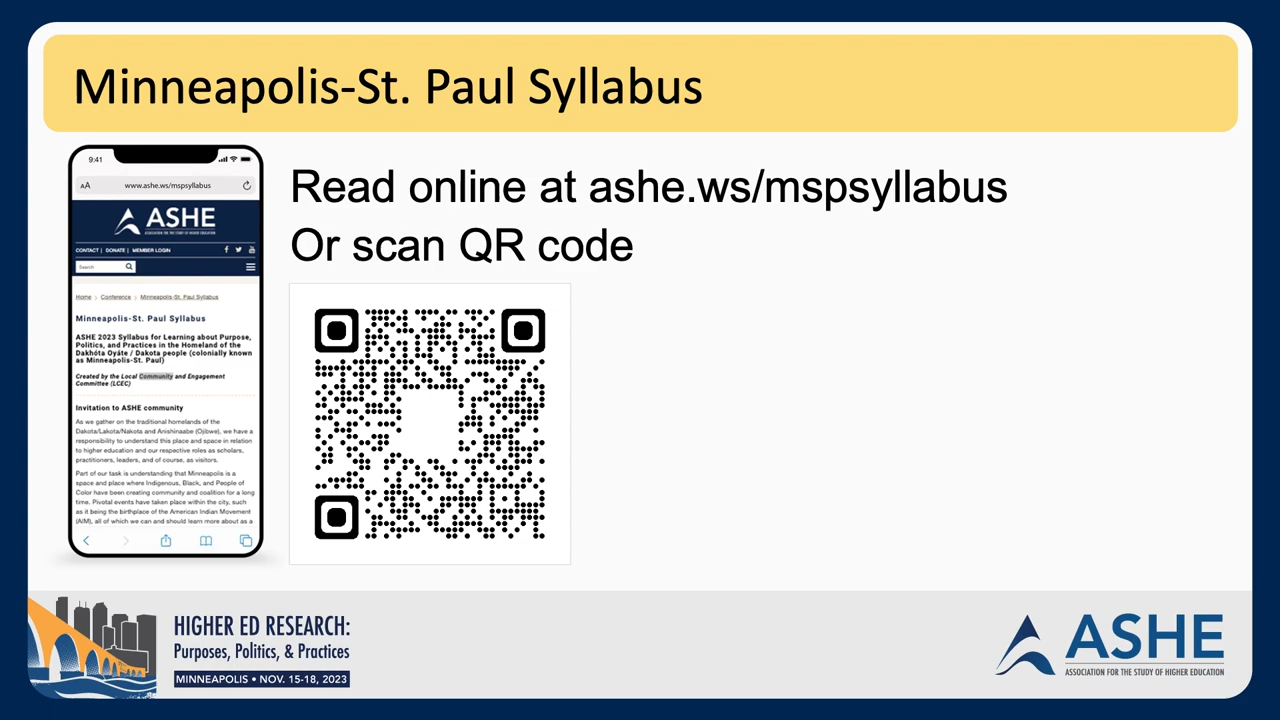 Minneapolis-St. Paul Syllabus
9:41
AA
www.ashe.ws/mspsyllabus
ASHE
ASSOCIATION FOR THE STUDY OF HIGHER EDUCATION
CONTACT | DONATE | MEMBER LOGIN
Search
Home > Conference > Minneapolis-St. Paul Syllabus
Minneapolis-St. Paul Syllabus
ASHE 2023 Syllabus for Learning about Purpose,
Politics, and Practices in the Homeland of the
Dakhóta Oyáte / Dakota people (colonially known
as Minneapolis-St. Paul)
Created by the Local Community and Engagement
Committee (LCEC)
Invitation to ASHE community
As we gather on the traditional homelands of the
Dakota/Lakota/Nakota and Anishinaabe (Ojibwe), we have a
responsibility to understand this place and space in relation
to higher education and our respective roles as scholars,
practitioners, leaders, and of course, as visitors.
Part of our task is understanding that Minneapolis is a
space and place where Indigenous, Black, and People of
Color have been creating community and coalition for a long
time. Pivotal events have taken place within the city, such
as it being the birthplace of the American Indian Movement
(AIM), all of which we can and should learn more about as a
Read online at ashe.ws/mspsyllabus
Or scan QR code
HIGHER ED RESEARCH:
Purposes, Politics, & Practices
MINNEAPOLIS • NOV. 15-18, 2023
ASHE
ASSOCIATION FOR THE STUDY OF HIGHER EDUCATION